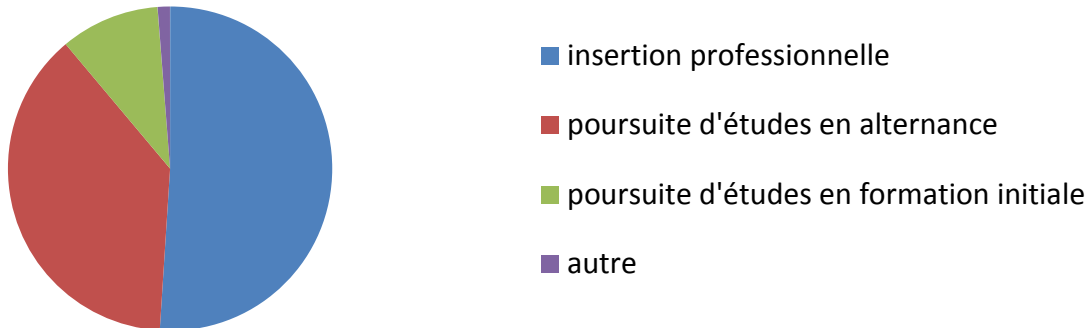 insertion professionnelle
poursuite d'études en alternance
poursuite d'études en formation initiale
autre